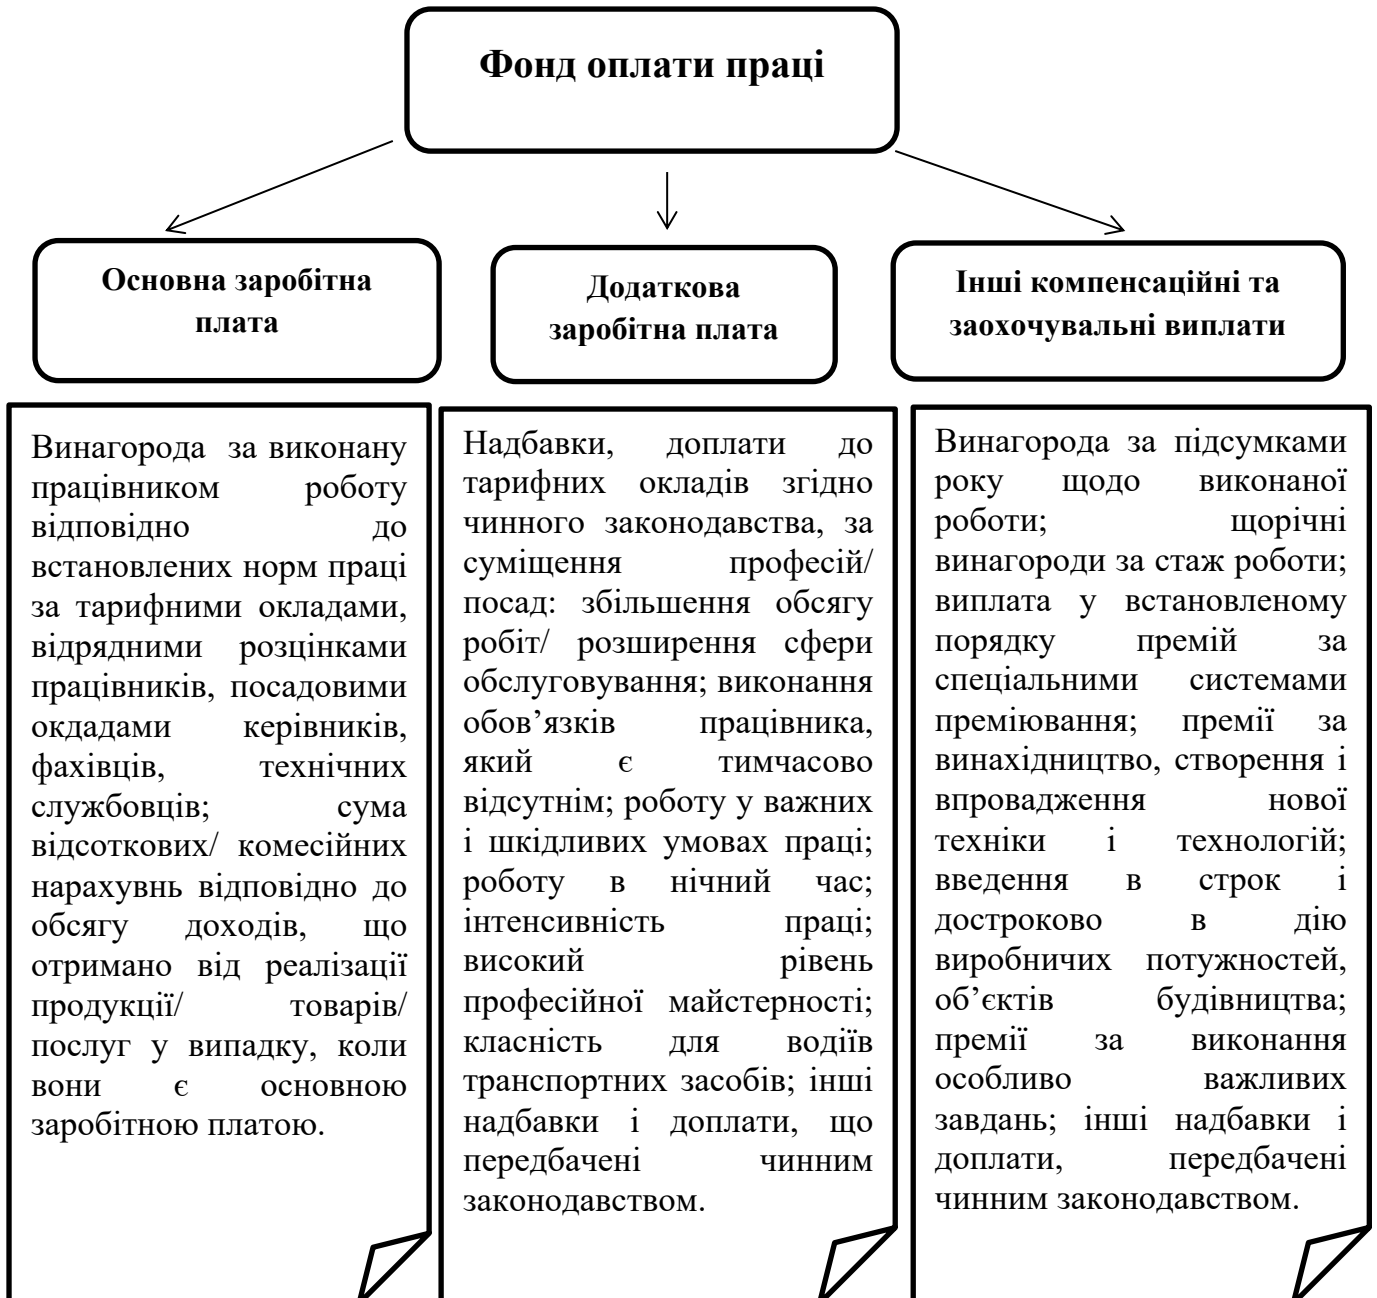 Фонд оплати праці
Основна заробітна
плата
Додаткова
заробітна плата
Інші компенсаційні та
заохочувальні виплати
Винагорода за виконану
працівником роботу
відповідно до
встановлених норм праці
за тарифними окладами,
відрядними розцінками
працівників, посадовими
окдадами керівників,
фахівців, технічних
службовців; сума
відсоткових/ комесійних
нарахувнь відповідно до
обсягу доходів, що
отримано від реалізації
продукції/ товарів/
послуг у випадку, коли
вони є основною
заробітною платою.
Надбавки, доплати до
тарифних окладів згідно
чинного законодавства, за
суміщення професій/
посад: збільшення обсягу
робіт/ розширення сфери
обслуговування; виконання
обов’язків працівника,
який є тимчасово
відсутнім; роботу у важних
і шкідливих умовах праці;
роботу в нічний час;
інтенсивність праці;
високий рівень
професійної майстерності;
класність для водіїв
транспортних засобів; інші
надбавки і доплати, що
передбачені чинним
законодавством.
Винагорода за підсумками
року щодо виконаної
роботи; щорічні
винагороди за стаж роботи;
виплата у встановленому
порядку премій за
спеціальними системами
преміювання; премії за
винахідництво, створення і
впровадження нової
техніки і технологій;
введення в строк і
достроково в дію
виробничих потужностей,
об’єктів будівництва;
премії за виконання
особливо важливих
завдань; інші надбавки і
доплати, передбачені
чинним законодавством.